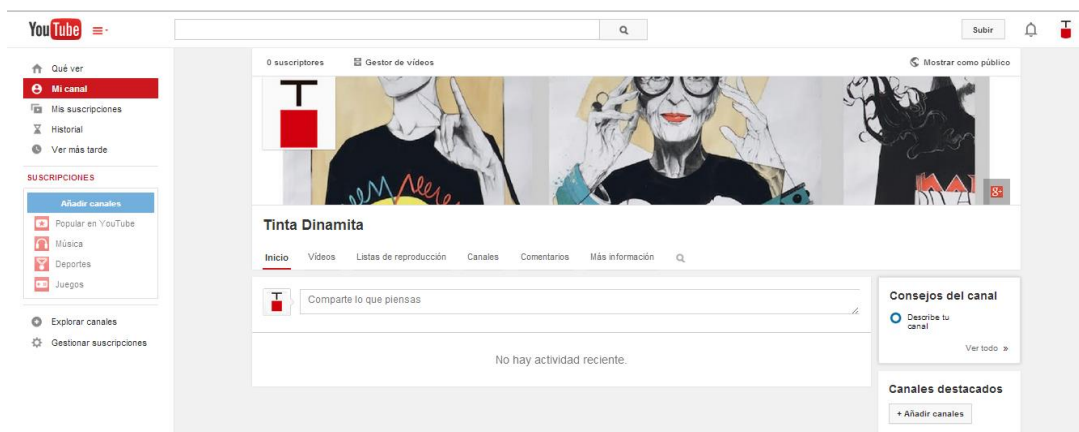 You Tube
Subir
Qué ver
Mi canal
Mis suscripciones
Historial
Ver más tarde
SUSCRIPCIONES
Añadir canales
Popular en YouTube
Música
Deportes
Juegos
Explorar canales
Gestionar suscripciones
0 suscriptores Gestor de vídeos Mostrar como público
T
8+
Tinta Dinamita
Inicio Vídeos Listas de reproducción Canales Comentarios Más información
Comparte lo que piensas
No hay actividad reciente.
Consejos del canal
Describe tu
canal
Ver todo »
Canales destacados
+ Añadir canales